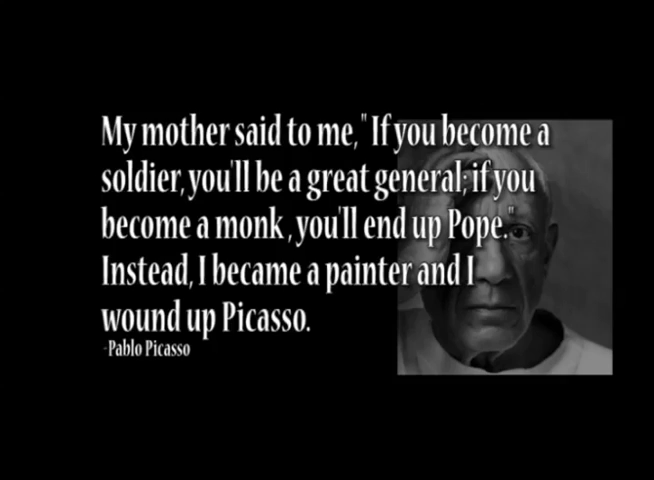 My mother said to me," If you become a
soldier, you'll be a great general; if you
become a monk , you'll end up Pope."
Instead, I became a painter and I
wound up Picasso.
-Pablo Picasso